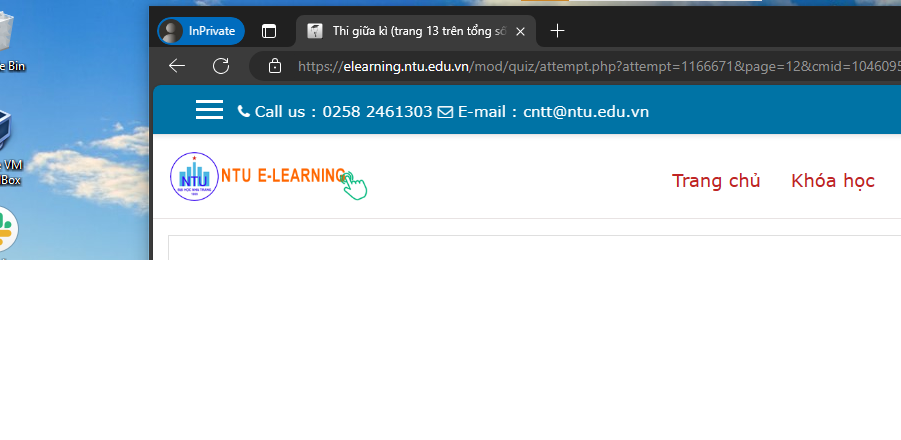 InPrivate
Thi giữa kì (trang 13 trên tổng số
https://elearning.ntu.edu.vn/mod/quiz/attempt.php?attempt=1166671&page=12&cmid=1046095
Call us : 0258 2461303 E-mail : cntt@ntu.edu.vn
NTU
NTU E-LEARNING
Trang chủ
Khóa học
e Bin
VM
Box